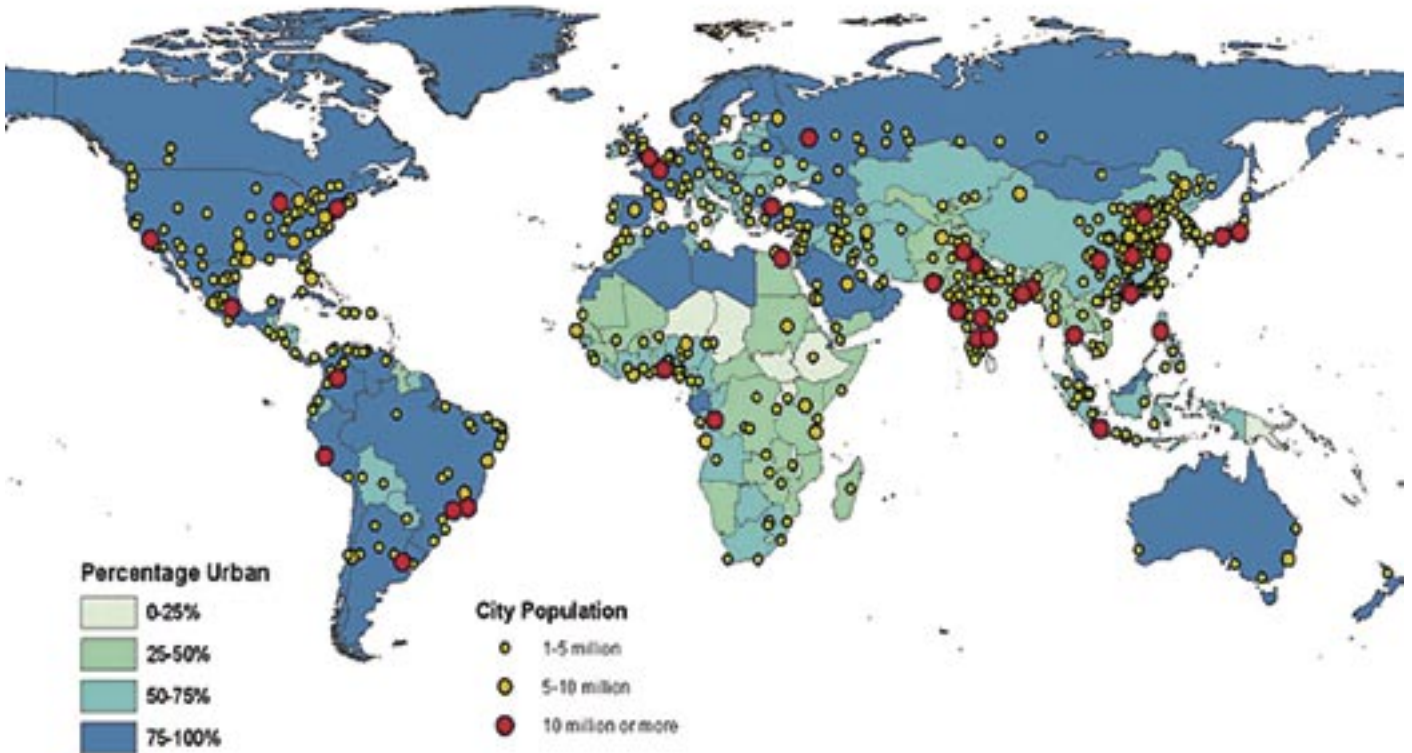 Percentage Urban
0-25%
25-50%
50-75%
75-100%
City Population
1-5 million
5-10 million
10 million or more